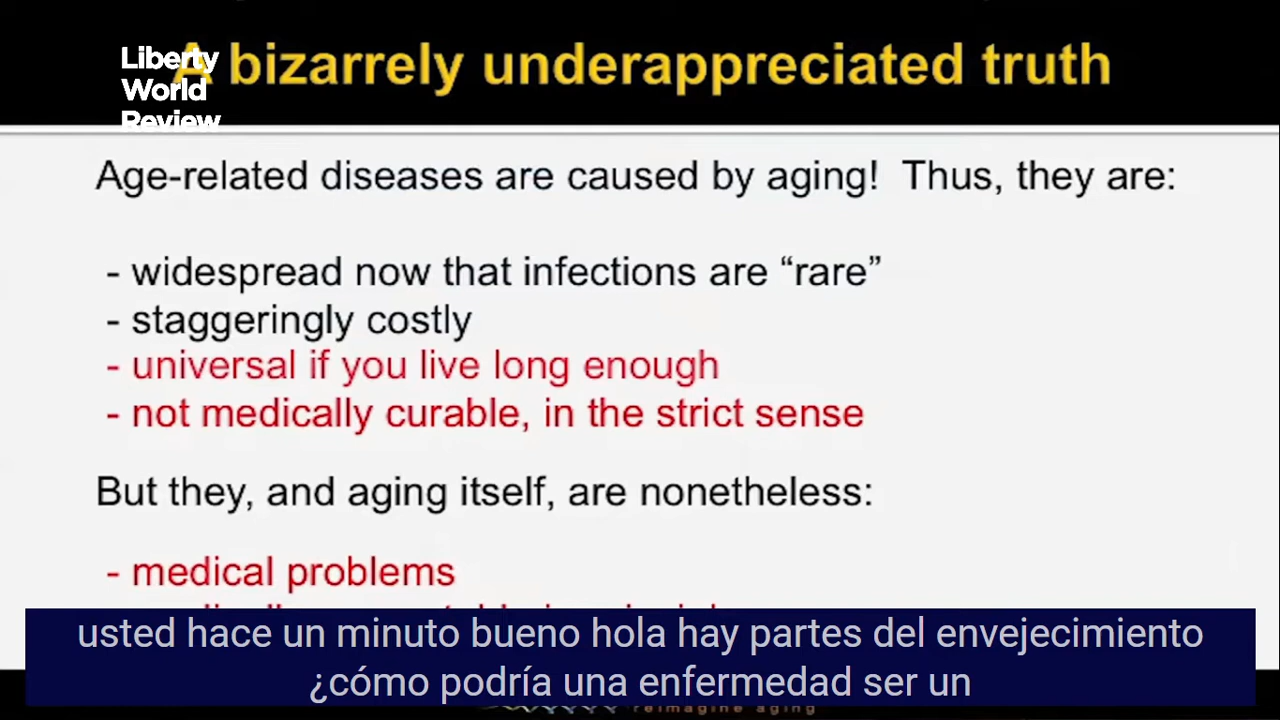 A bizarrely underappreciated truth
Liberty
World
Review
Age-related diseases are caused by aging! Thus, they are:
- widespread now that infections are “rare”
- staggeringly costly
- universal if you live long enough
- not medically curable, in the strict sense
But they, and aging itself, are nonetheless:
- medical problems
usted hace un minuto bueno hola hay partes del envejecimiento
¿cómo podría una enfermedad ser un
reimagine aging